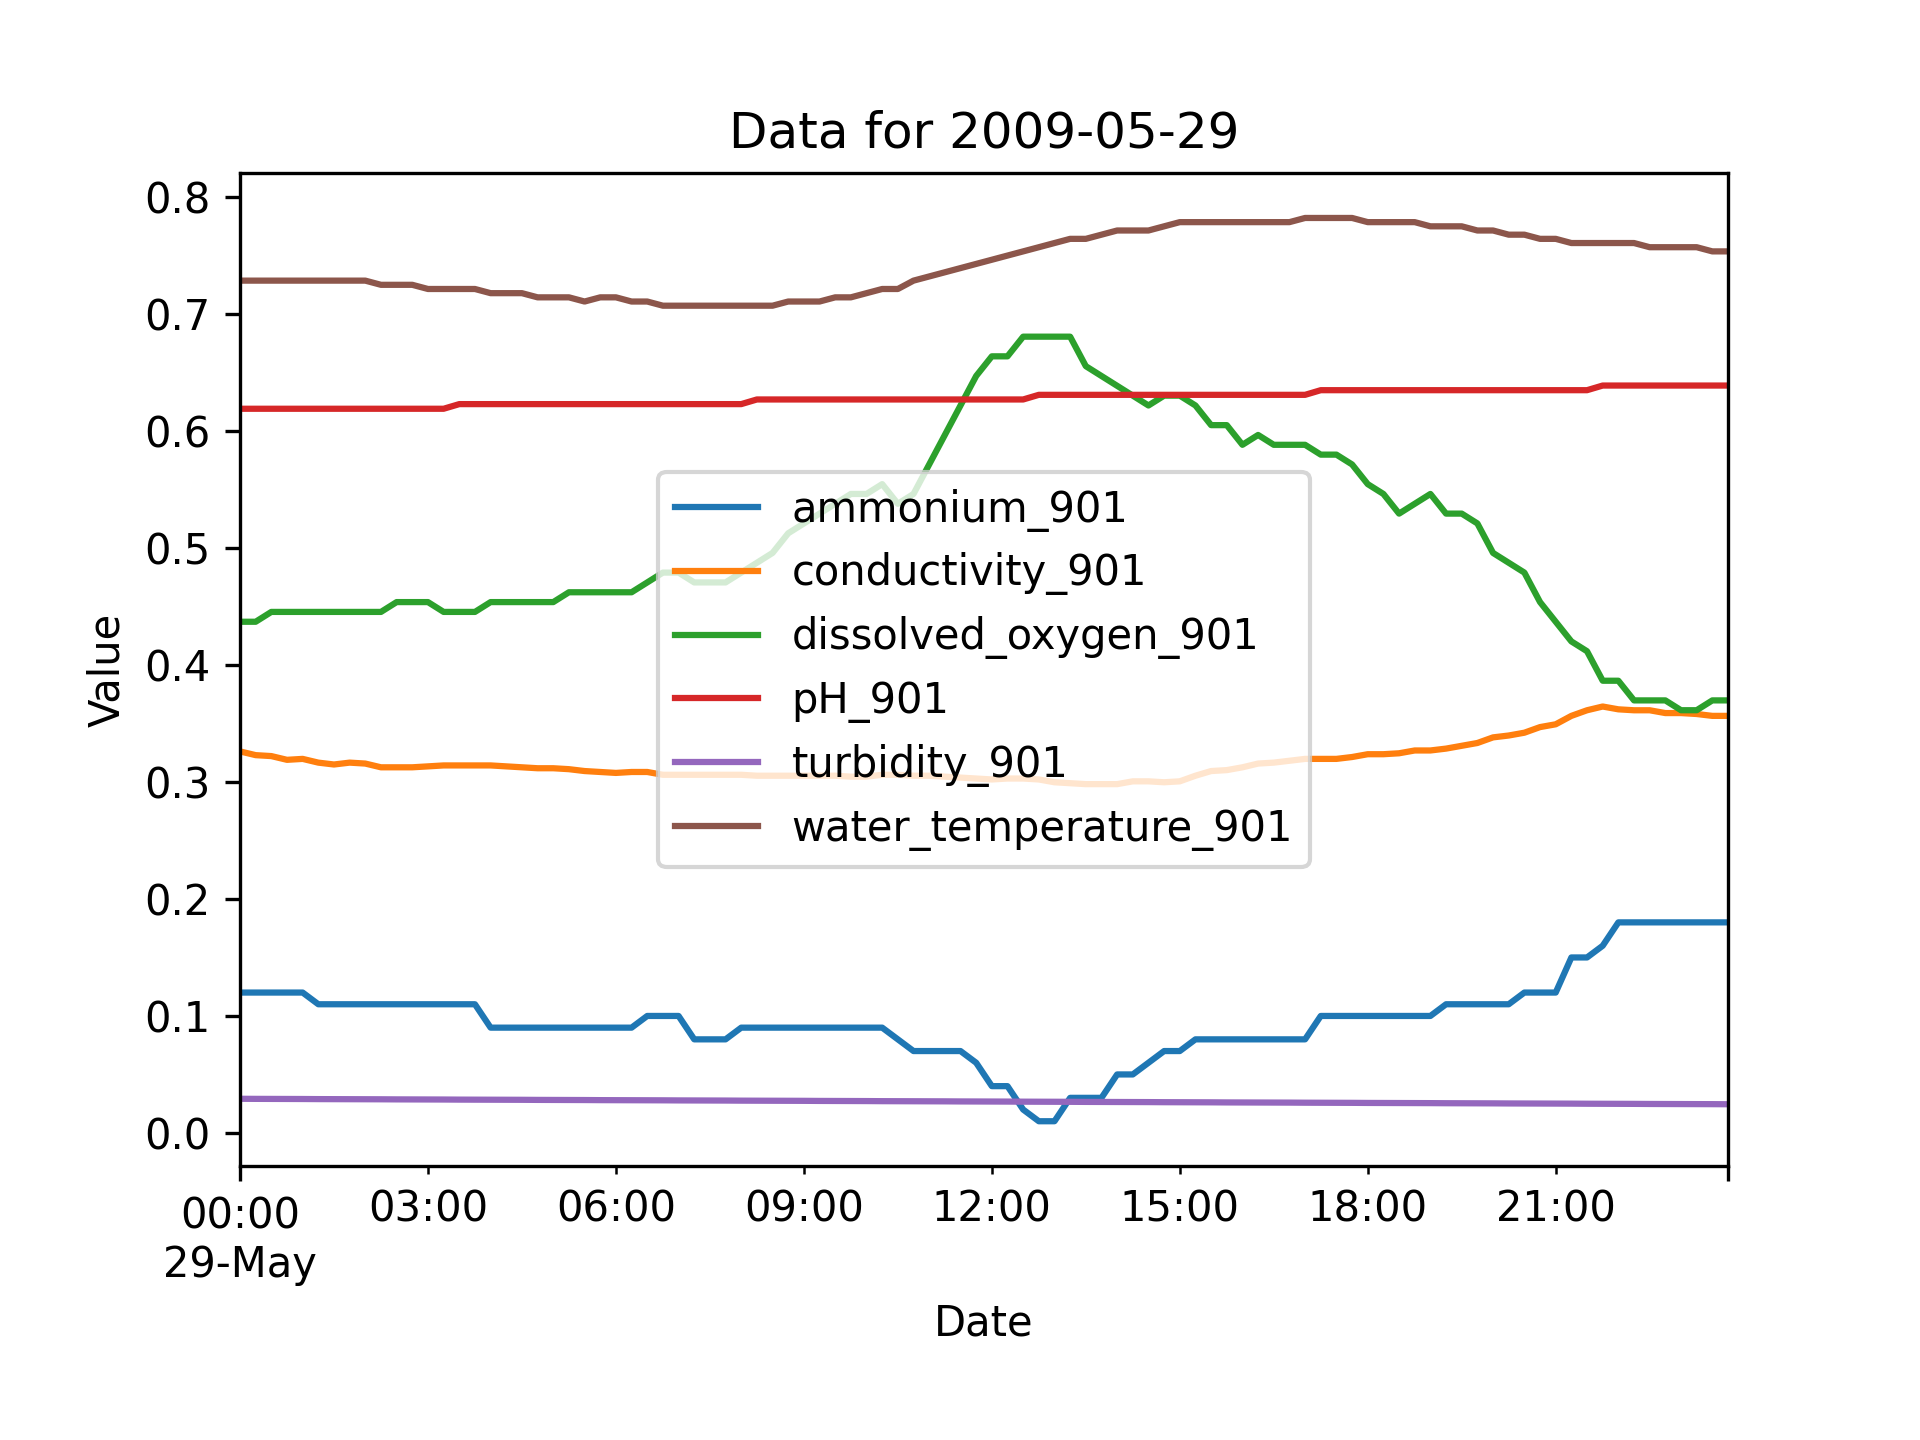 Data for 2009-05-29
0.8
0.7
0.6
0.5
0.4
0.3
0.2
0.1
0.0
Value
ammonium_901
conductivity_901
dissolved_oxygen_901
pH_901
turbidity_901
water_temperature_901
00:00 03:00 06:00 09:00 12:00 15:00 18:00 21:00
29-May
Date